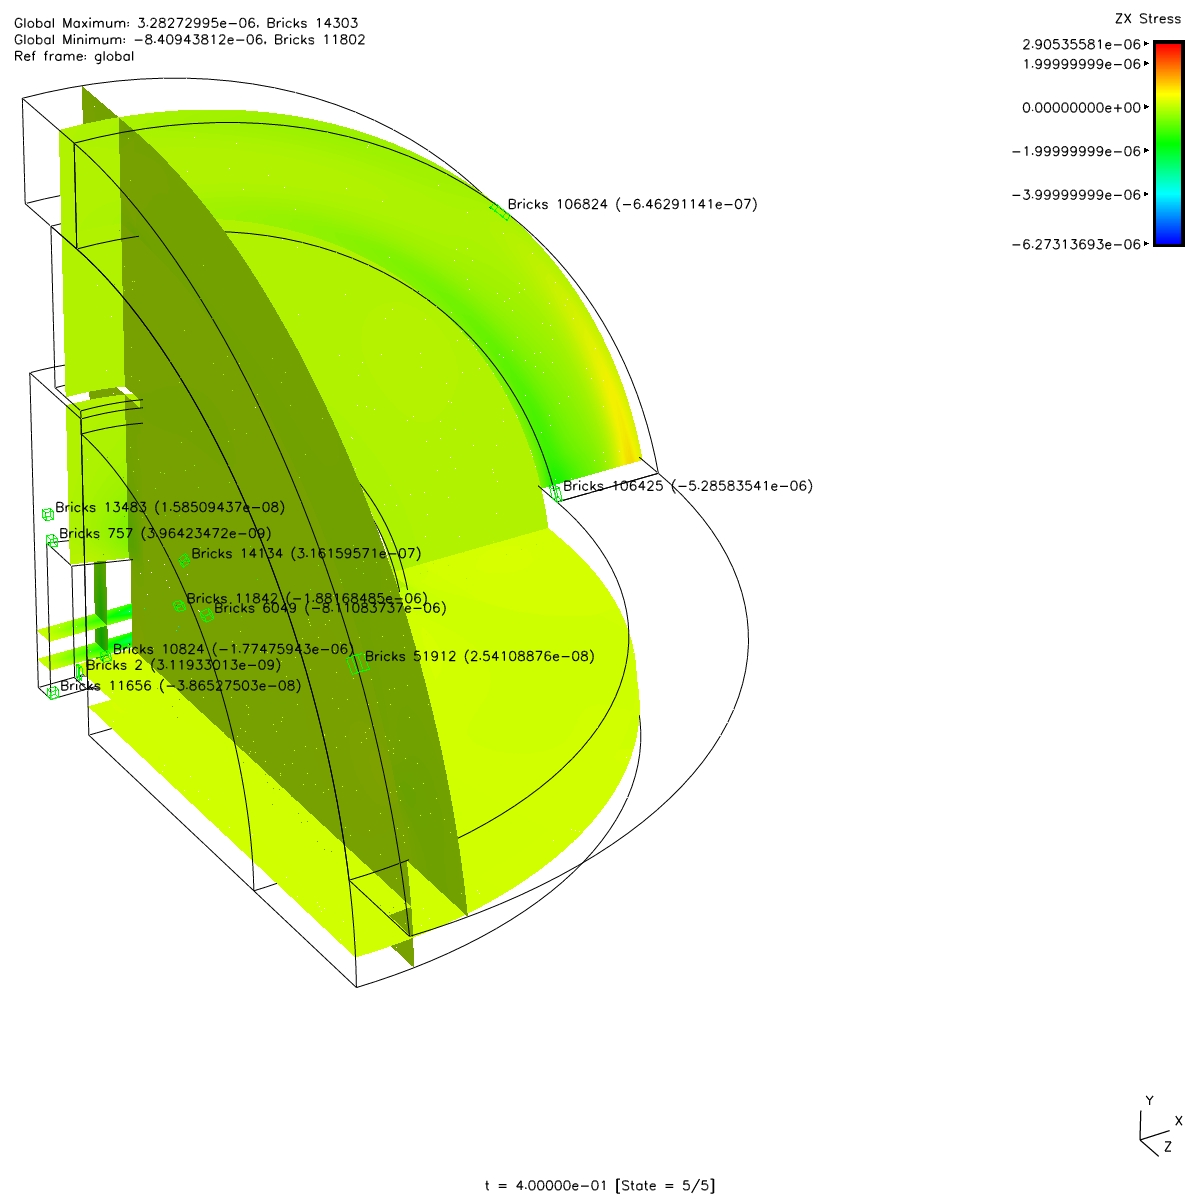 Global Maximum: 3.28272995e-06, Bricks 14303
Global Minimum: -8.40943812e-06, Bricks 11802
Ref frame: global
ZX Stress
2.90535581e-06
1.99999999e-06
0.00000000e+00
-1.99999999e-06
-3.99999999e-06
-6.27313693e-06
Bricks 106824 (-6.46291141e-07)
Bricks 106425 (-5.28583541e-06)
Bricks 13483 (1.58509437e-08)
Bricks 757 (3.96423472e-09)
Bricks 14134 (3.16159571e-07)
Bricks 11842 (-1.88168485e-06)
Bricks 6049 (-8.11083737e-06)
Bricks 10824 (-1.77475943e-06)
Bricks 51912 (2.54108876e-08)
Bricks 2 (3.11933013e-09)
Bricks 11656 (-3.86527503e-08)
Y
X
Z
t = 4.00000e-01 [State = 5/5]